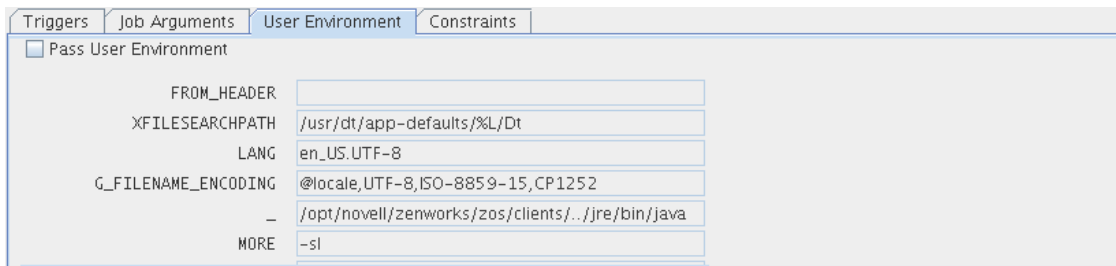 Triggers Job Arguments User Environment Constraints
Pass User Environment
FROM_HEADER
XFILESEARCHPATH /usr/dt/app-defaults/%L/Dt
LANG en_US.UTF-8
G_FILENAME_ENCODING @locale,UTF-8,ISO-8859-15,CP1252
_ /opt/novell/zenworks/zos/clients/../jre/bin/java
MORE -sl